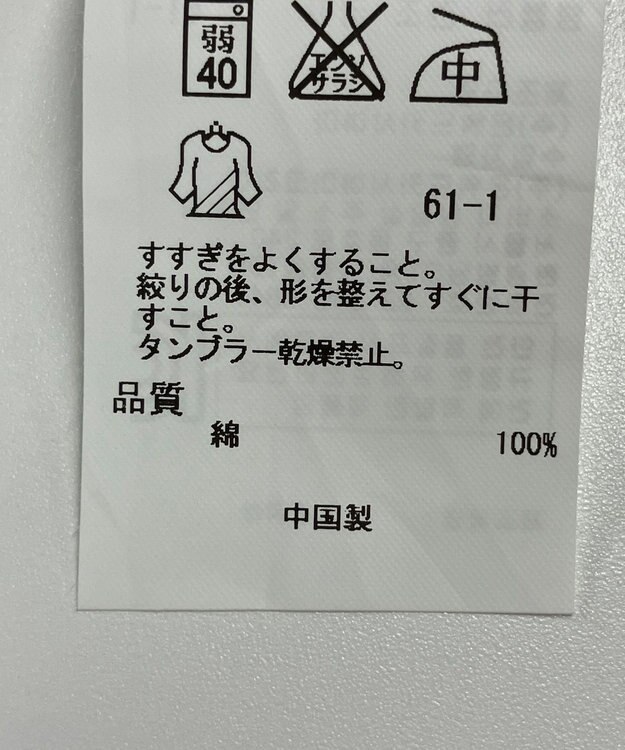 弱
40
エンソ
サラシ
中
61-1
すすぎをよくすること。
絞りの後、形を整えてすぐに干
すこと。
タンブラー乾燥禁止。
品質
綿 100%
中国製